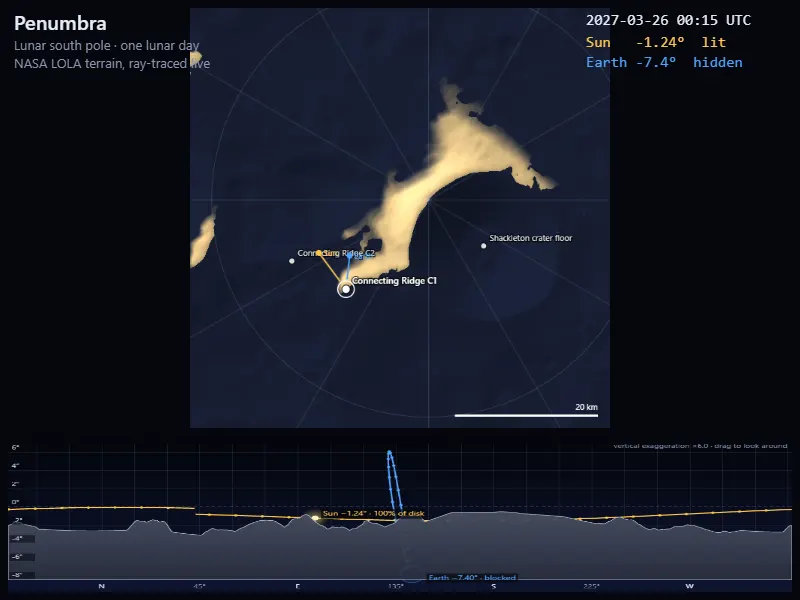 Penumbra
Lunar south pole · one lunar day
NASA LOLA terrain, ray-traced live
2027-03-26 00:15 UTC
Sun -1.24° lit
Earth -7.4° hidden
Shackleton crater floor
Connecting Ridge C2
Connecting Ridge C1
20 km
vertical exaggeration ×6.0 · drag to look around
6°
4°
2°
0°
-2°
-4°
-6°
-8°
Sun −1.24° · 100% of disk
Earth −7.40° · blocked
N 45° E 135° S 225° W